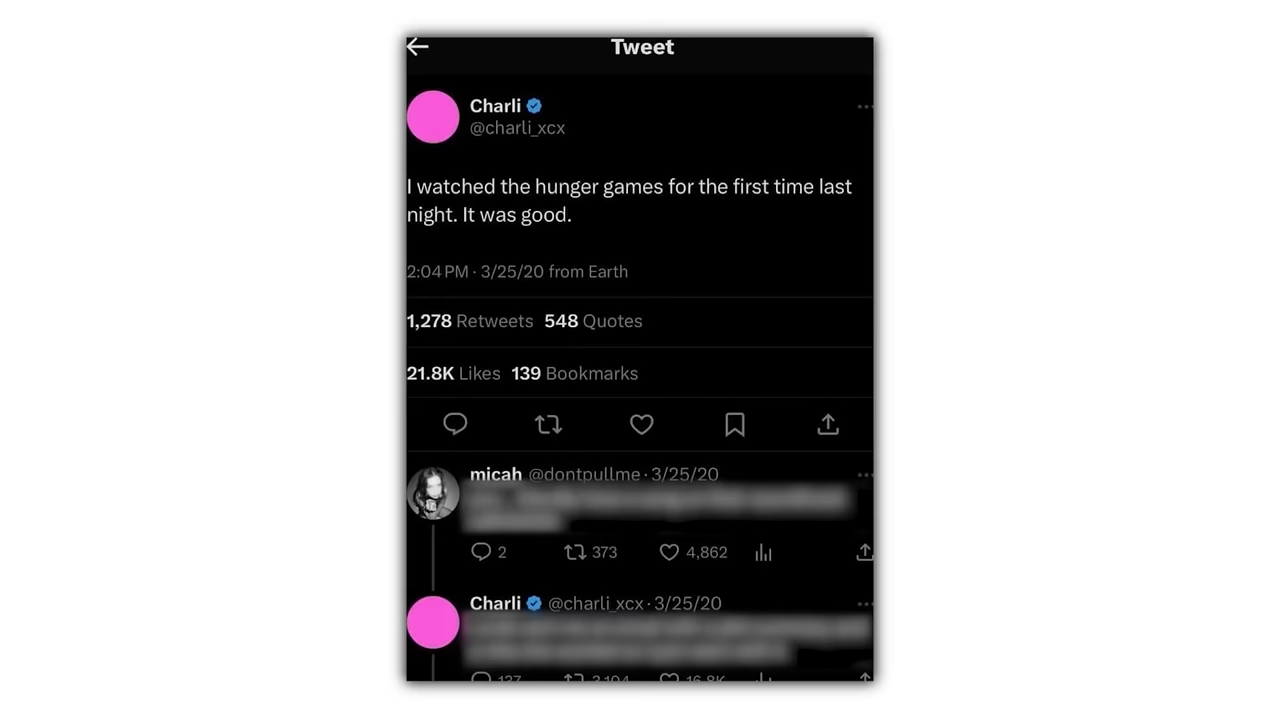 Tweet
Charli
@charli_xcx
I watched the hunger games for the first time last
night. It was good.
2:04 PM · 3/25/20 from Earth
1,278 Retweets 548 Quotes
21.8K Likes 139 Bookmarks
micah @dontpullme · 3/25/20
2 373 4,862
Charli @charli_xcx · 3/25/20
137 3,104 16.8K